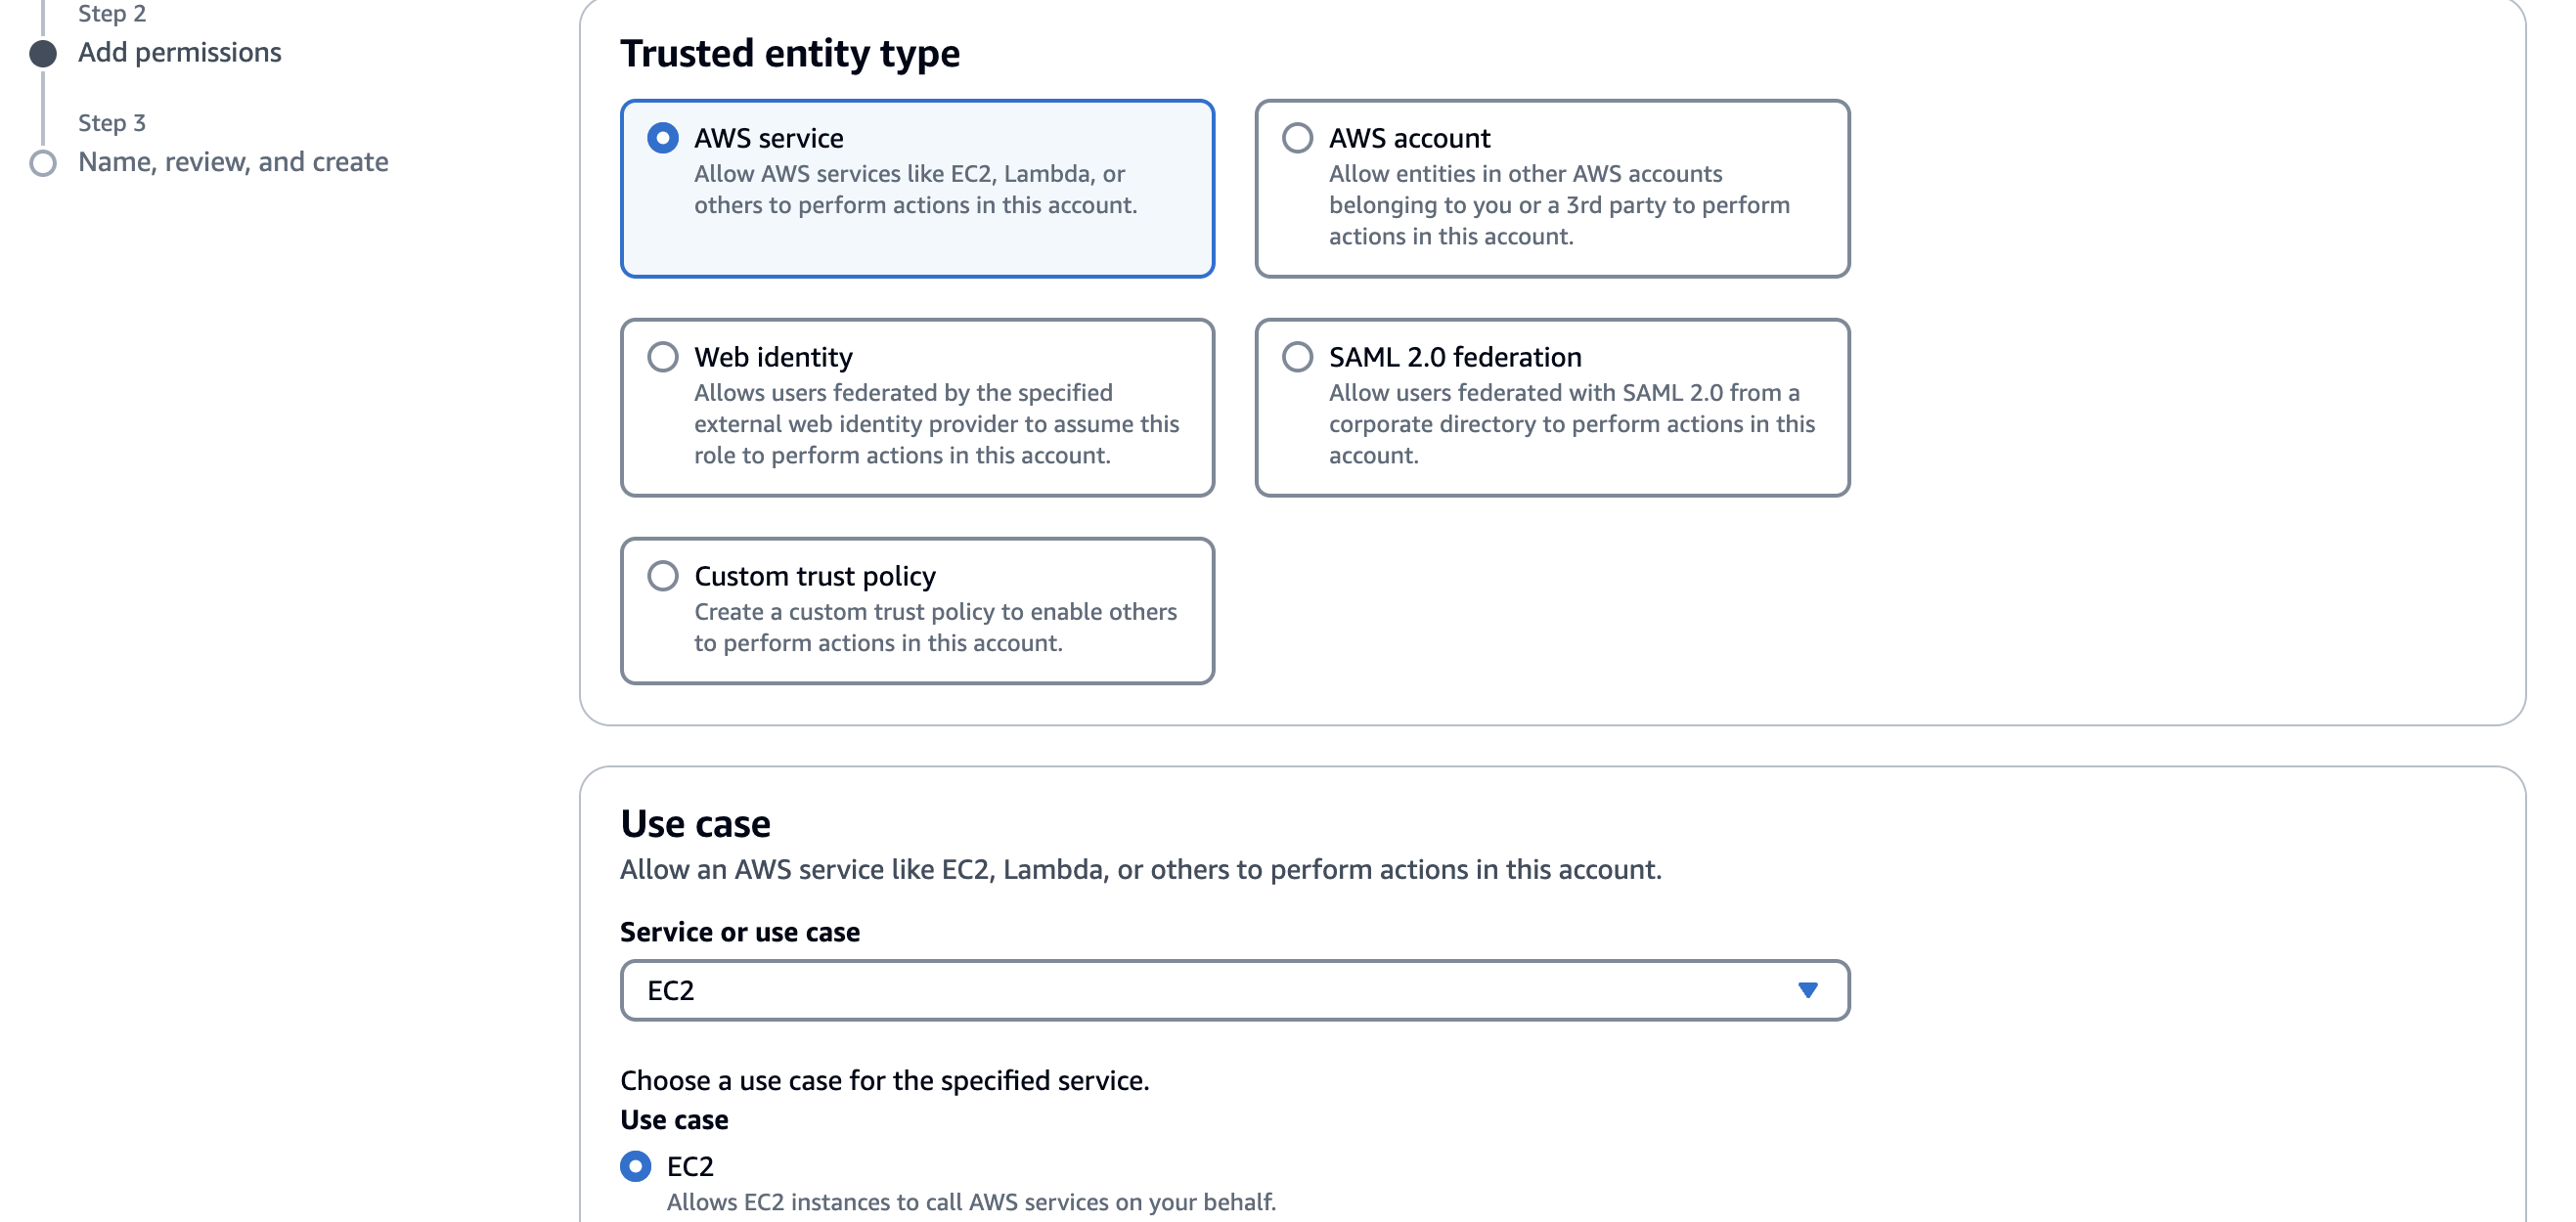 Step 2
Add permissions
Step 3
Name, review, and create
Trusted entity type
AWS service
Allow AWS services like EC2, Lambda, or
others to perform actions in this account.
AWS account
Allow entities in other AWS accounts
belonging to you or a 3rd party to perform
actions in this account.
Web identity
Allows users federated by the specified
external web identity provider to assume this
role to perform actions in this account.
SAML 2.0 federation
Allow users federated with SAML 2.0 from a
corporate directory to perform actions in this
account.
Custom trust policy
Create a custom trust policy to enable others
to perform actions in this account.
Use case
Allow an AWS service like EC2, Lambda, or others to perform actions in this account.
Service or use case
EC2
Choose a use case for the specified service.
Use case
EC2
Allows EC2 instances to call AWS services on your behalf.